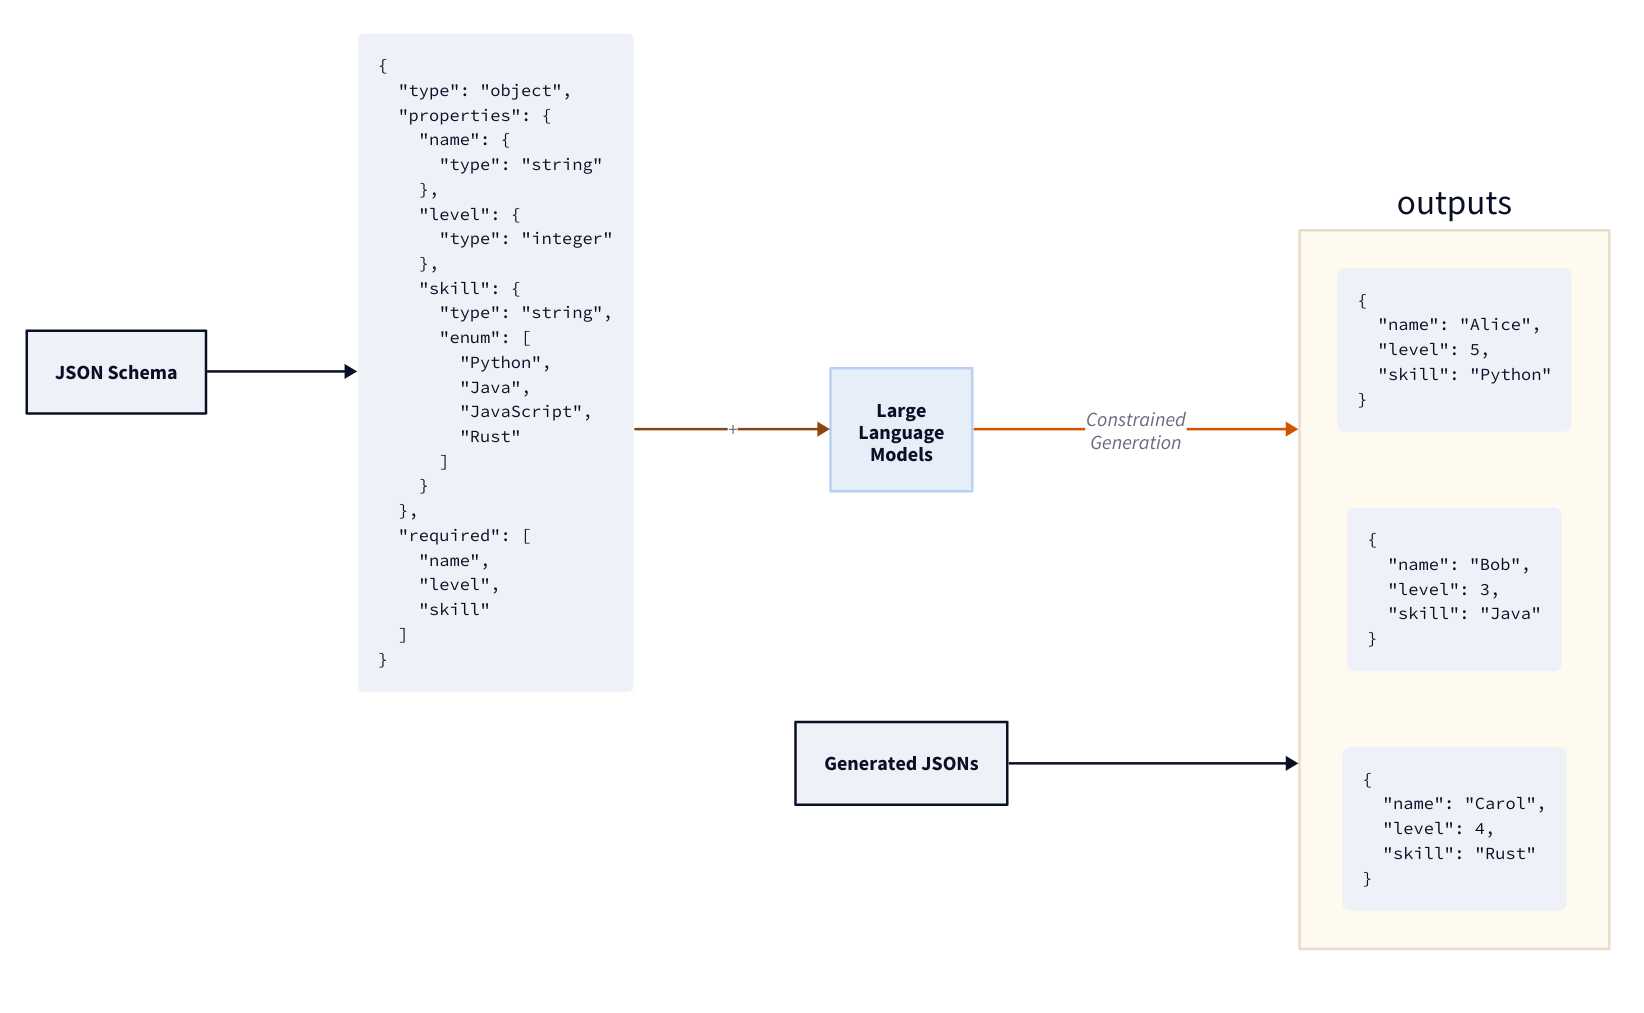 JSON Schema
{
  "type": "object",
  "properties": {
    "name": {
      "type": "string"
    },
    "level": {
      "type": "integer"
    },
    "skill": {
      "type": "string",
      "enum": [
        "Python",
        "Java",
        "JavaScript",
        "Rust"
      ]
    }
  },
  "required": [
    "name",
    "level",
    "skill"
  ]
}
+
Large
Language
Models
Constrained
Generation
Generated JSONs
outputs
{
  "name": "Alice",
  "level": 5,
  "skill": "Python"
}
{
  "name": "Bob",
  "level": 3,
  "skill": "Java"
}
{
  "name": "Carol",
  "level": 4,
  "skill": "Rust"
}